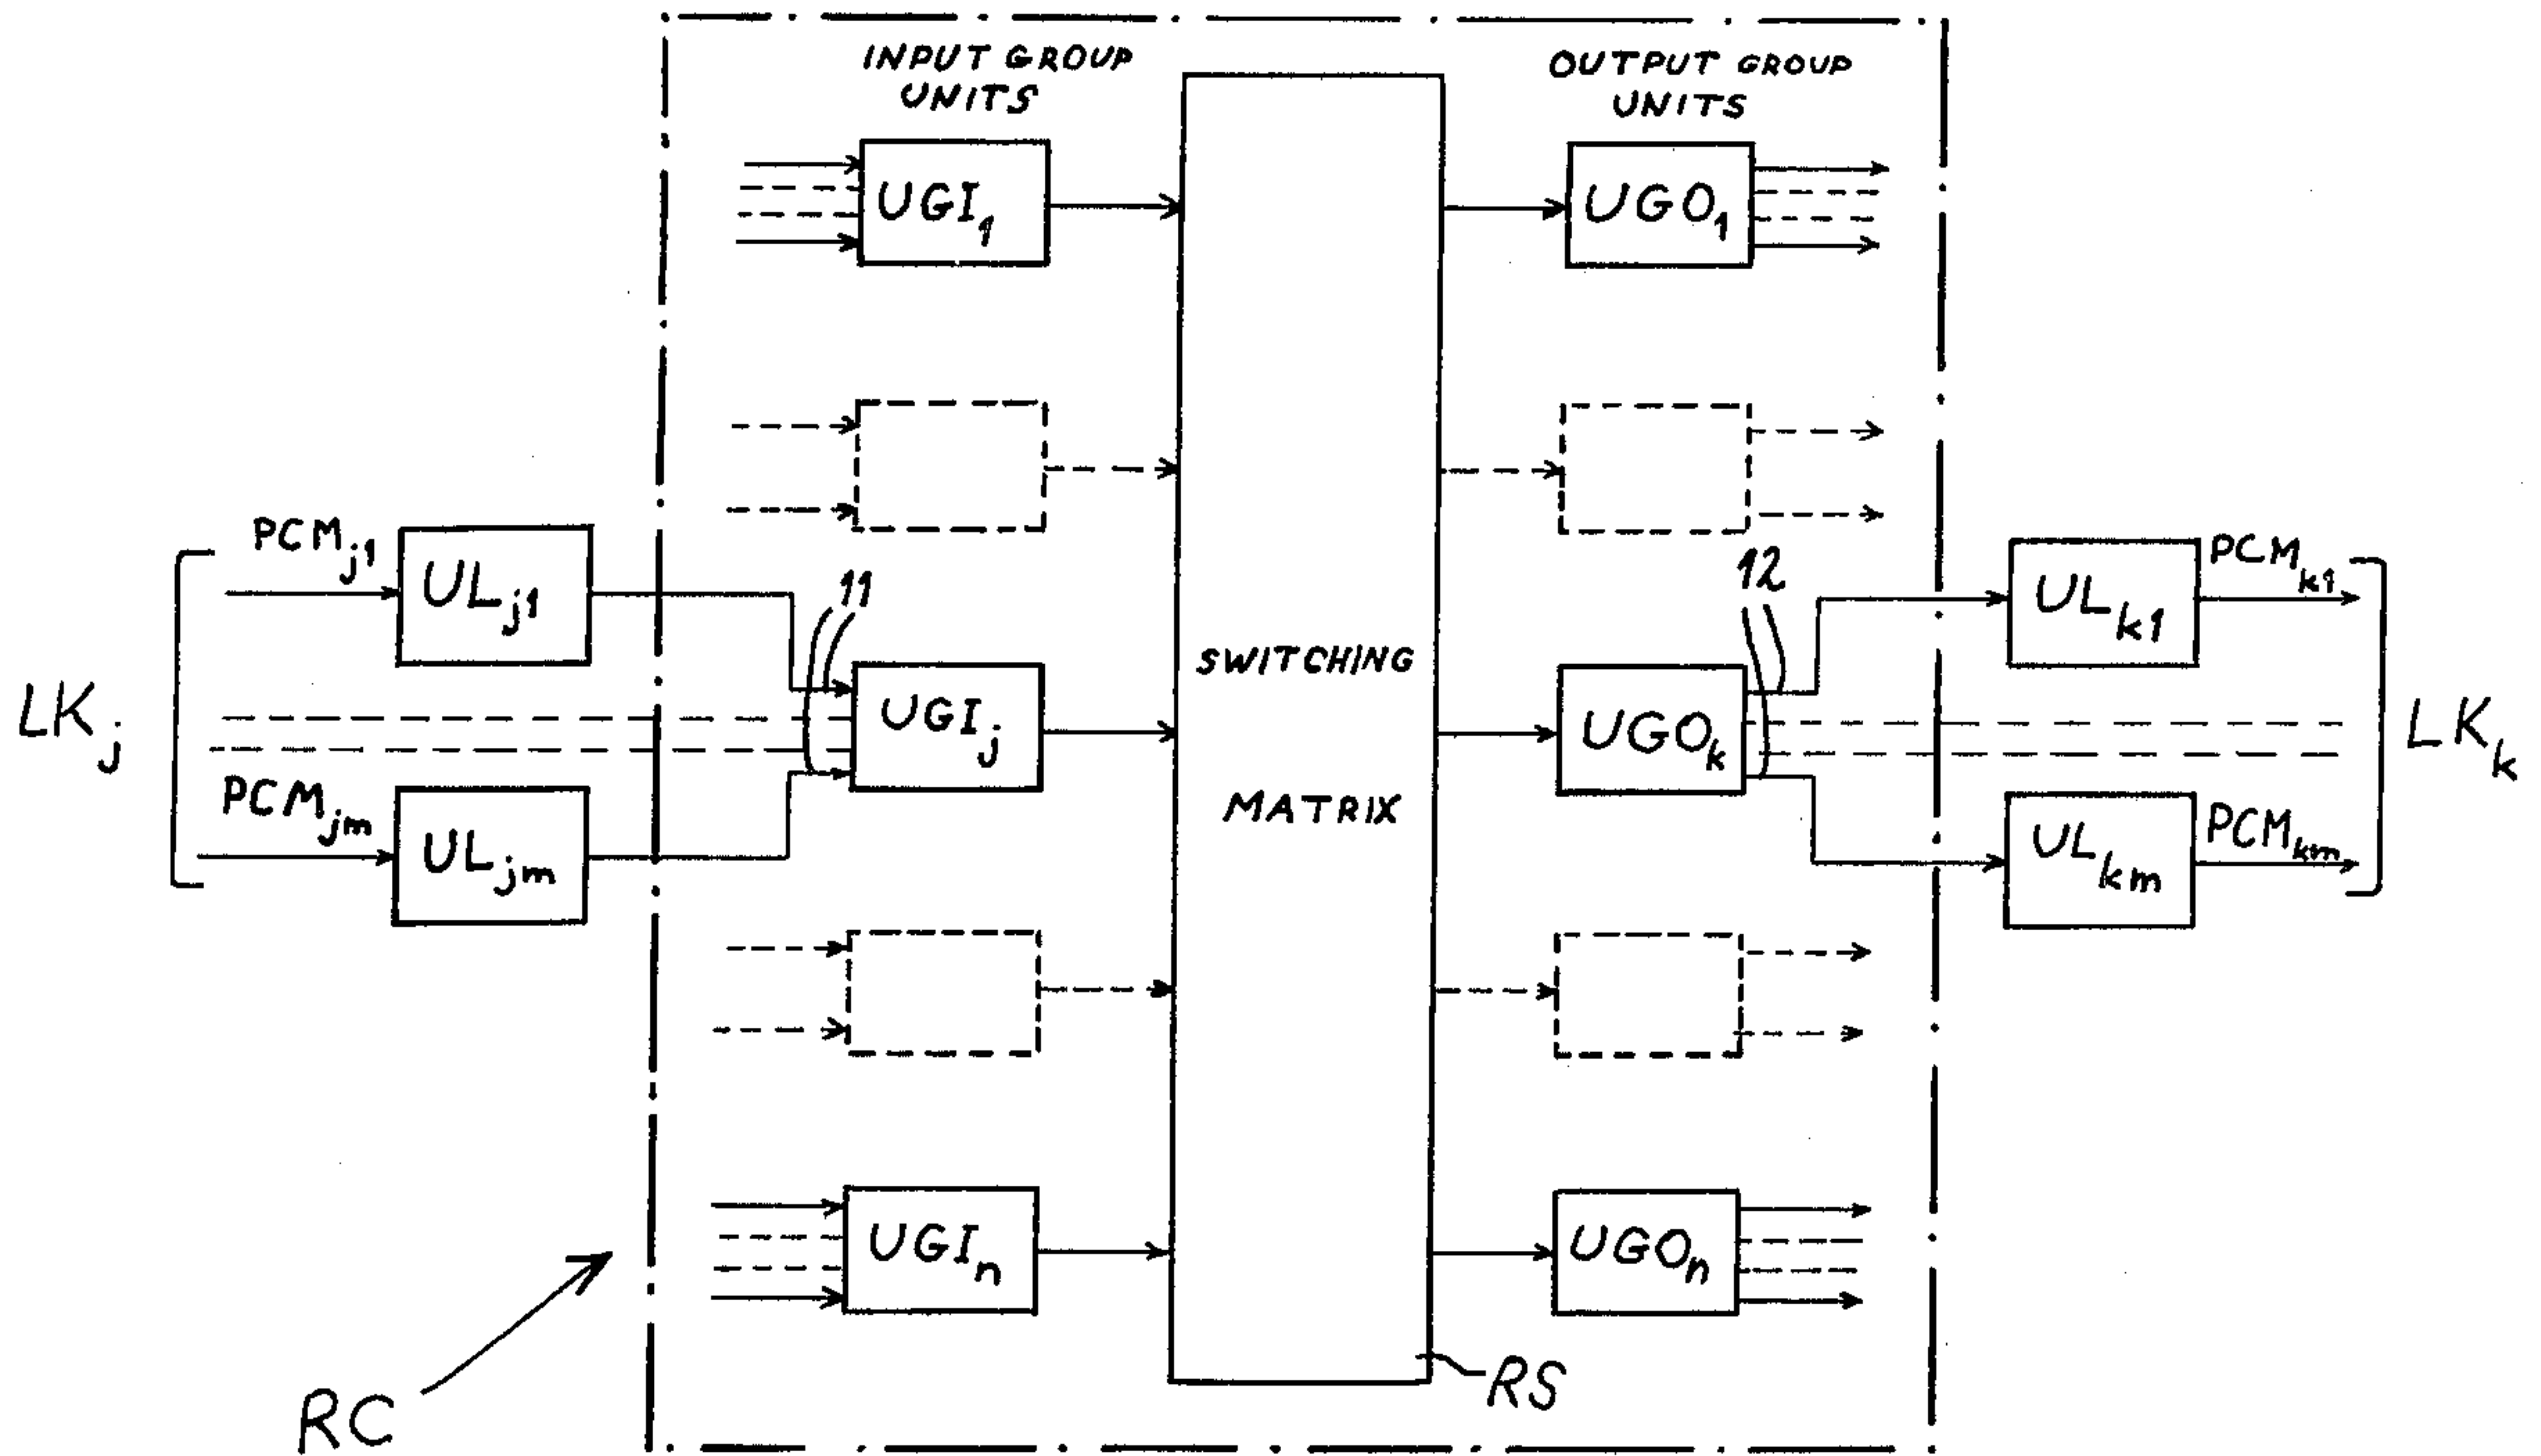 INPUT GROUP
UNITS
OUTPUT GROUP
UNITS
UGI1
UGO1
PCMj1
ULj1
11
12
ULk1
PCMk1
LKj
UGIj
SWITCHING
MATRIX
UGOk
LKk
PCMjm
ULjm
ULkm
PCMkm
UGIn
UGOn
RC
RS